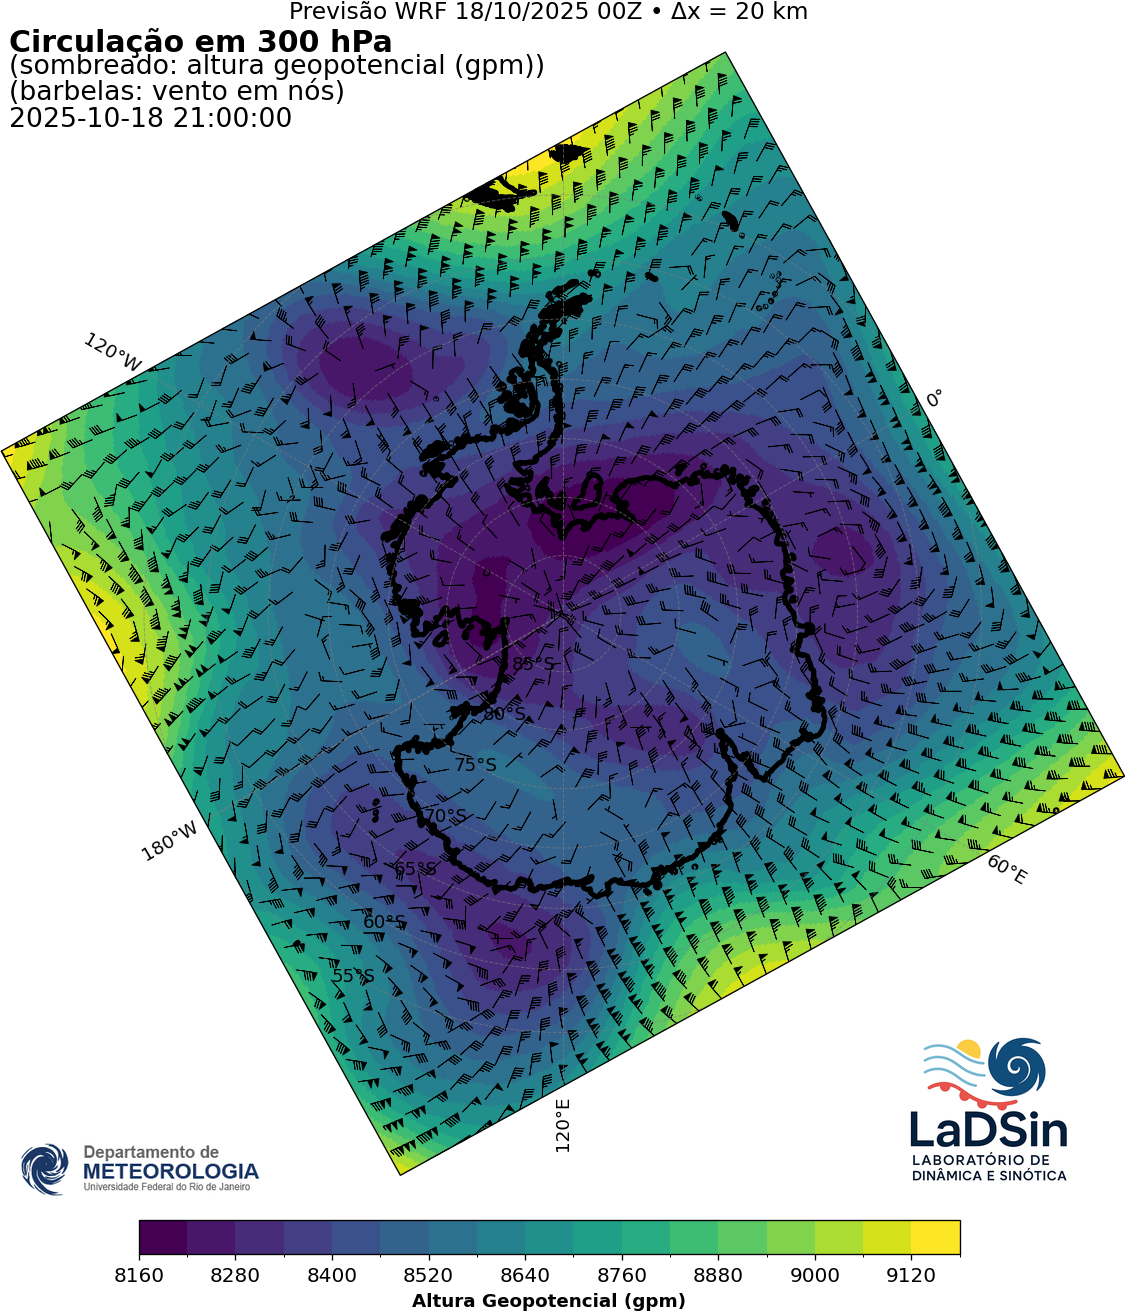 Previsão WRF 18/10/2025 00Z • Δx = 20 km
Circulação em 300 hPa
(sombreado: altura geopotencial (gpm))
(barbelas: vento em nós)
2025-10-18 21:00:00
120°W
0°
85°S
80°S
75°S
70°S
180°W
65°S
60°E
60°S
55°S
120°E
LaDSin
LABORATÓRIO DE
DINÂMICA E SINÓTICA
Departamento de
METEOROLOGIA
Universidade Federal do Rio de Janeiro
8160 8280 8400 8520 8640 8760 8880 9000 9120
Altura Geopotencial (gpm)